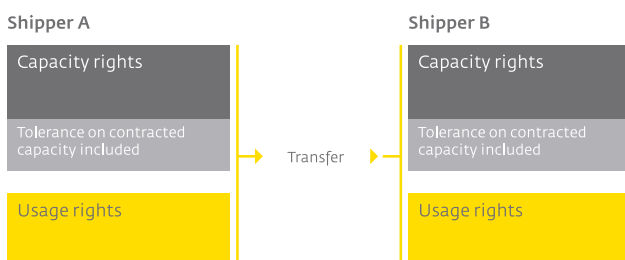 Shipper A
Capacity rights
Tolerance on contracted
capacity included
Usage rights
Transfer
Shipper B
Capacity rights
Tolerance on contracted
capacity included
Usage rights